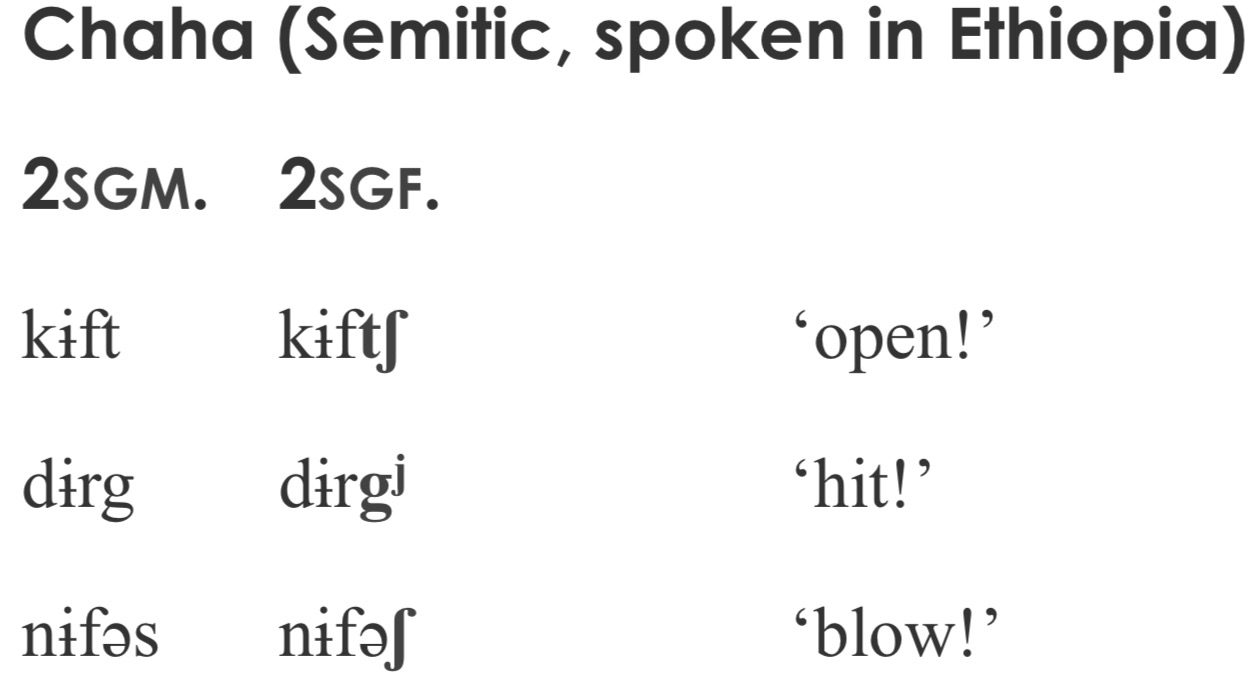 Chaha (Semitic, spoken in Ethiopia)
2SGM. 2SGF.
kɨft kɨftʃ ‘open!’
dɨrg dɨrgʲ ‘hit!’
nɨfəs nɨfəʃ ‘blow!’